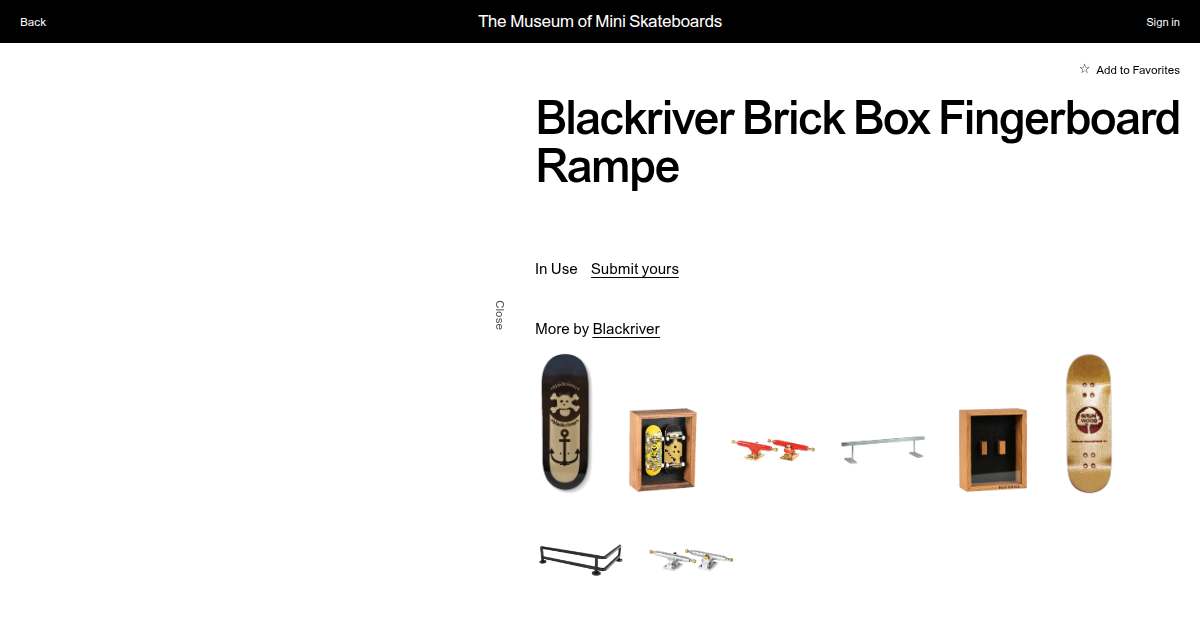 Back
The Museum of Mini Skateboards
Sign in
☆ Add to Favorites
Blackriver Brick Box Fingerboard
Rampe
In Use Submit yours
Close
More by Blackriver